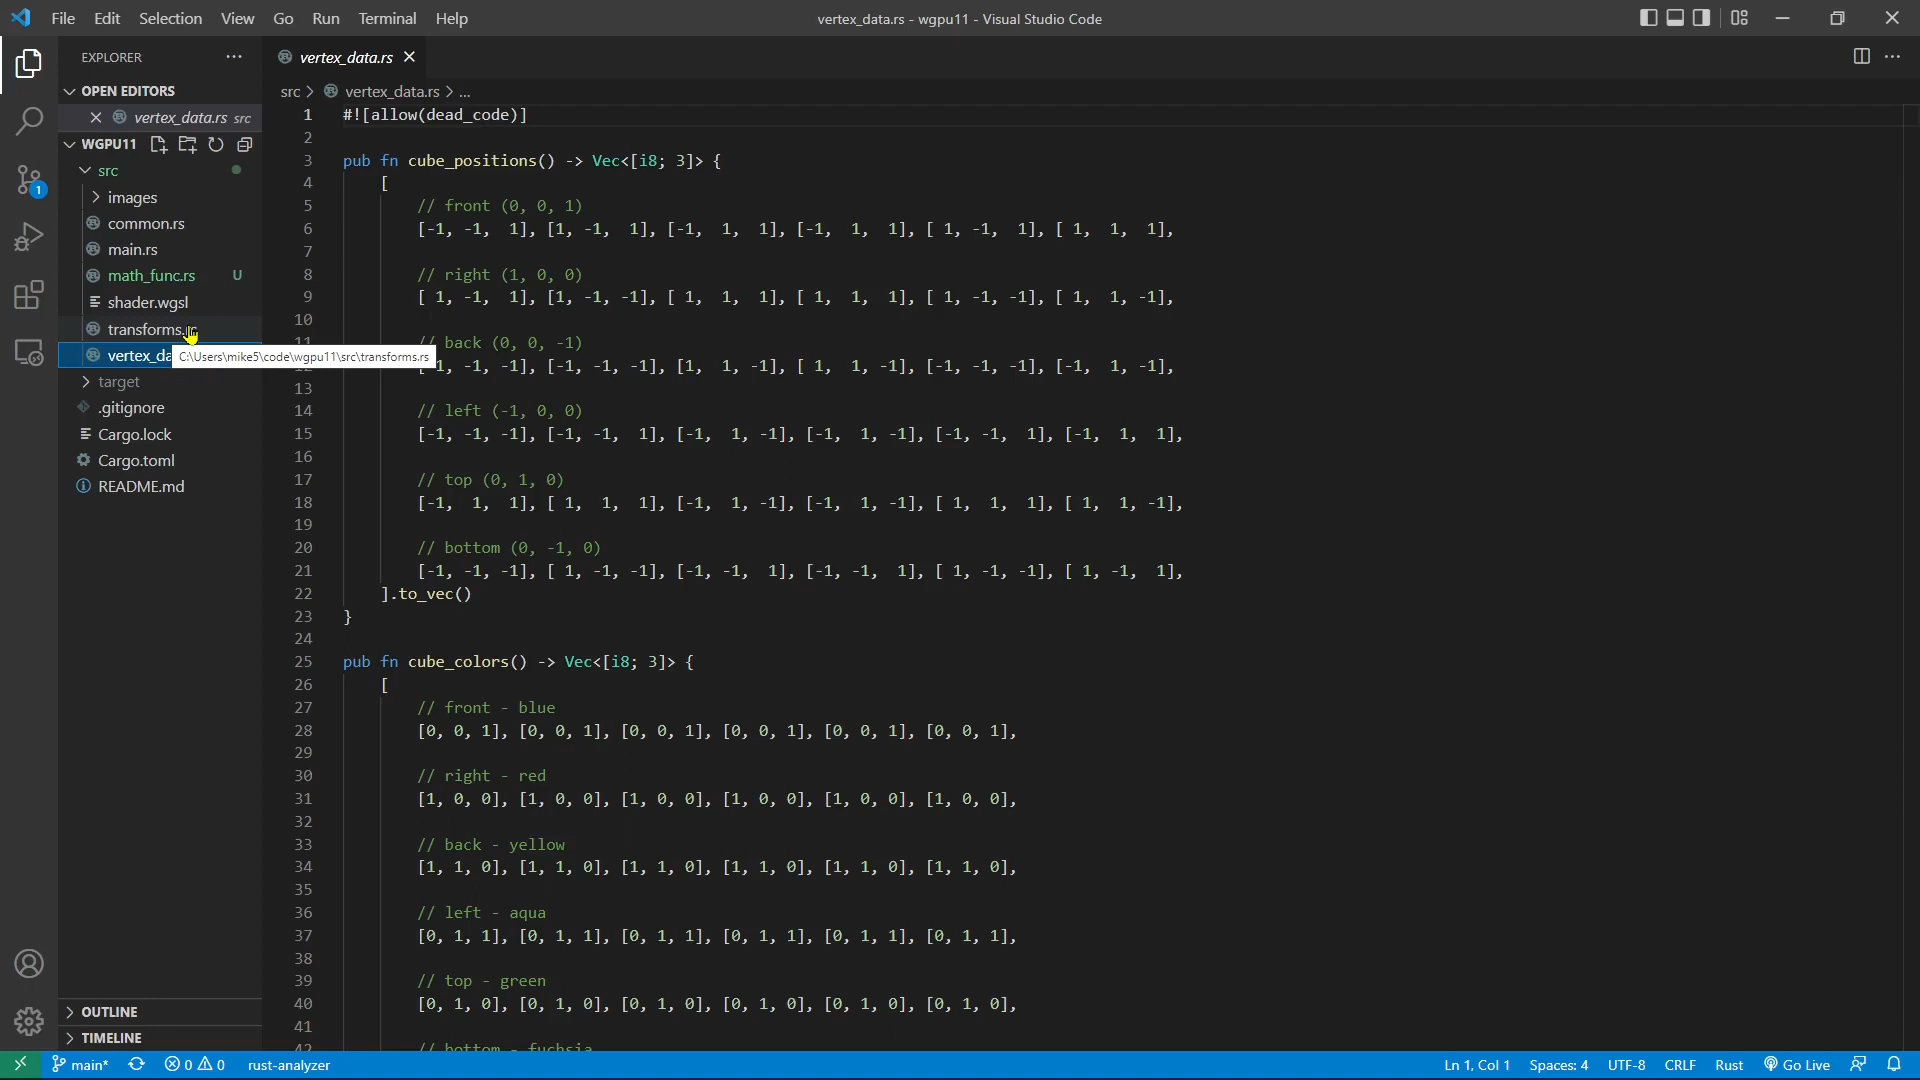 File Edit Selection View Go Run Terminal Help
vertex_data.rs - wgpu11 - Visual Studio Code
EXPLORER
OPEN EDITORS
vertex_data.rs src
WGPU11
src
images
common.rs
main.rs
math_func.rs U
shader.wgsl
transforms.rs
vertex_da
C:\Users\mike5\code\wgpu11\src\transforms.rs
target
.gitignore
Cargo.lock
Cargo.toml
README.md
OUTLINE
TIMELINE
1
vertex_data.rs
src > vertex_data.rs > ...
1 #![allow(dead_code)]
2
3 pub fn cube_positions() -> Vec<[i8; 3]> {
4 [
5 // front (0, 0, 1)
6 [-1, -1, 1], [1, -1, 1], [-1, 1, 1], [-1, 1, 1], [ 1, -1, 1], [ 1, 1, 1],
7
8 // right (1, 0, 0)
9 [ 1, -1, 1], [1, -1, -1], [ 1, 1, 1], [ 1, 1, 1], [ 1, -1, -1], [ 1, 1, -1],
10
11 // back (0, 0, -1)
1, -1, -1], [-1, -1, -1], [1, 1, -1], [ 1, 1, -1], [-1, -1, -1], [-1, 1, -1],
13
14 // left (-1, 0, 0)
15 [-1, -1, -1], [-1, -1, 1], [-1, 1, -1], [-1, 1, -1], [-1, -1, 1], [-1, 1, 1],
16
17 // top (0, 1, 0)
18 [-1, 1, 1], [ 1, 1, 1], [-1, 1, -1], [-1, 1, -1], [ 1, 1, 1], [ 1, 1, -1],
19
20 // bottom (0, -1, 0)
21 [-1, -1, -1], [ 1, -1, -1], [-1, -1, 1], [-1, -1, 1], [ 1, -1, -1], [ 1, -1, 1],
22 ].to_vec()
23 }
24
25 pub fn cube_colors() -> Vec<[i8; 3]> {
26 [
27 // front - blue
28 [0, 0, 1], [0, 0, 1], [0, 0, 1], [0, 0, 1], [0, 0, 1], [0, 0, 1],
29
30 // right - red
31 [1, 0, 0], [1, 0, 0], [1, 0, 0], [1, 0, 0], [1, 0, 0], [1, 0, 0],
32
33 // back - yellow
34 [1, 1, 0], [1, 1, 0], [1, 1, 0], [1, 1, 0], [1, 1, 0], [1, 1, 0],
35
36 // left - aqua
37 [0, 1, 1], [0, 1, 1], [0, 1, 1], [0, 1, 1], [0, 1, 1], [0, 1, 1],
38
39 // top - green
40 [0, 1, 0], [0, 1, 0], [0, 1, 0], [0, 1, 0], [0, 1, 0], [0, 1, 0],
41
42 // bottom - fuchsia
main* 0 0 rust-analyzer
Ln 1, Col 1 Spaces: 4 UTF-8 CRLF Rust Go Live